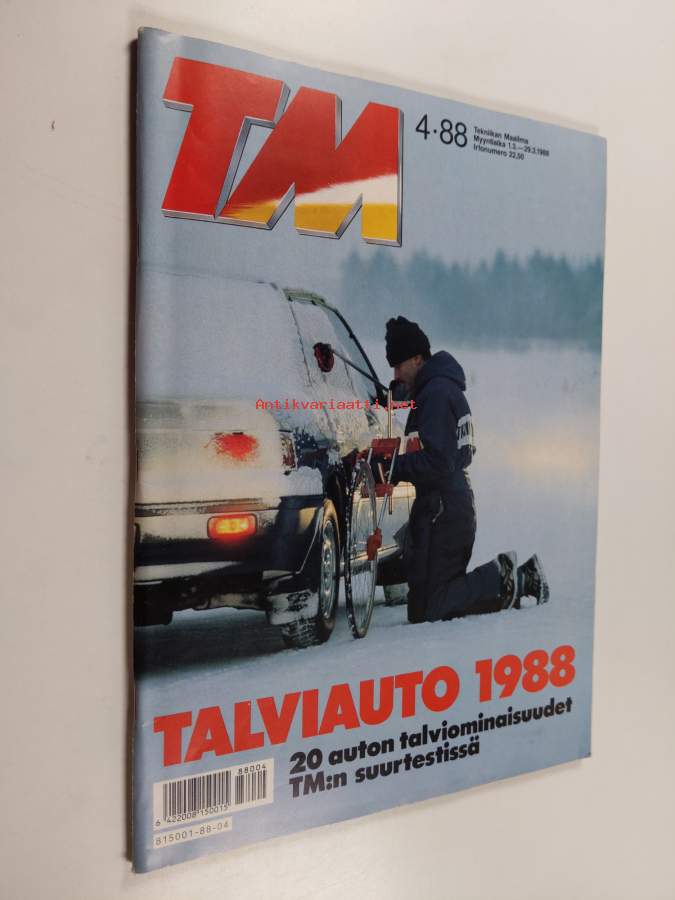 TM
4·88
Tekniikan Maailma
Myyntiaika 1.3.—29.3.1988
Irtonumero 22,50
Antikvariaatti.net
TALVIAUTO 1988
20 auton talviominaisuudet
TM:n suurtestissä
88004
6 422008 150015
815001-88-04